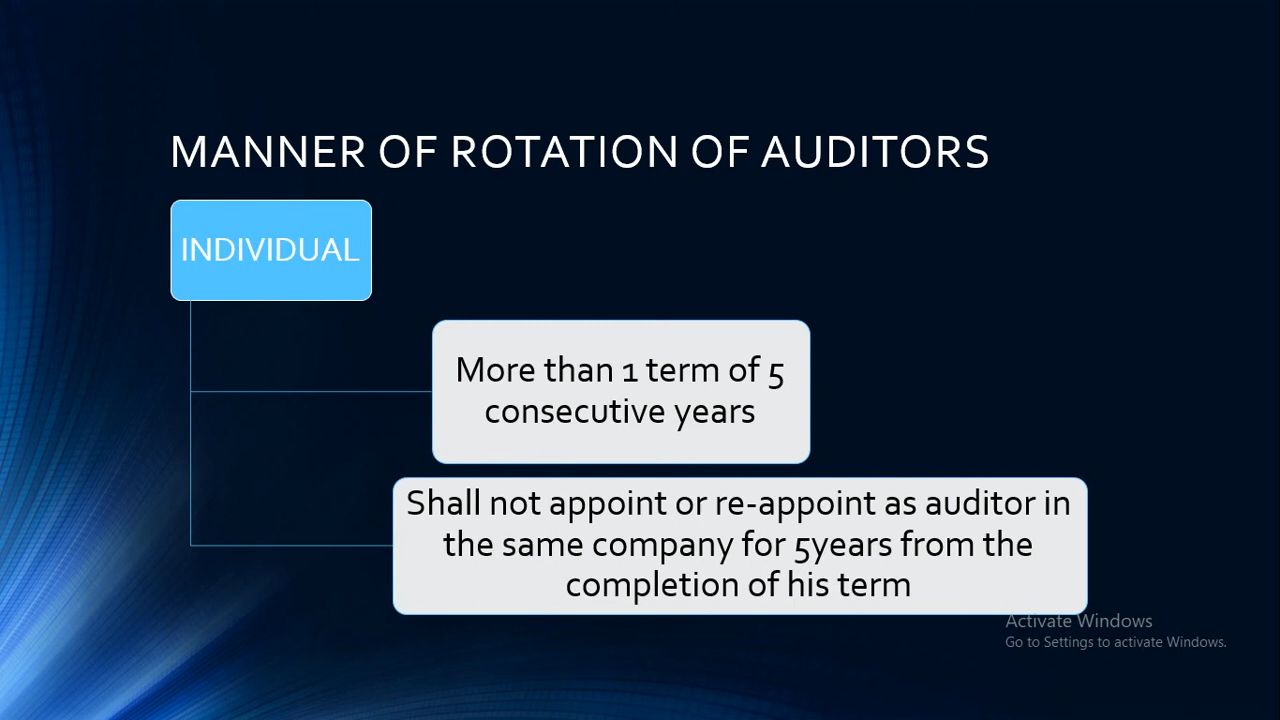 MANNER OF ROTATION OF AUDITORS
INDIVIDUAL
More than 1 term of 5
consecutive years
Shall not appoint or re-appoint as auditor in
the same company for 5years from the
completion of his term
Activate Windows
Go to Settings to activate Windows.